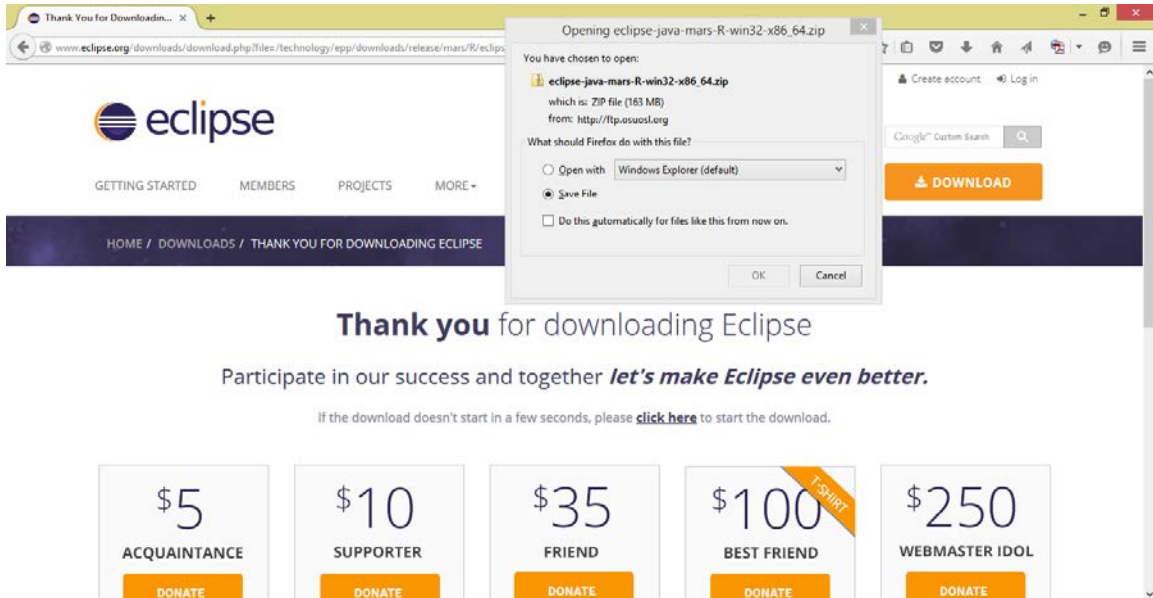 Thank You for Downloadin...
www.eclipse.org/downloads/download.php?file=/technology/epp/downloads/release/mars/R/eclips
Opening eclipse-java-mars-R-win32-x86_64.zip
You have chosen to open:
eclipse-java-mars-R-win32-x86_64.zip
which is: ZIP file (163 MB)
from: http://ftp.osuosl.org
What should Firefox do with this file?
Open with Windows Explorer (default)
Save File
Do this automatically for files like this from now on.
OK Cancel
Create account Log in
eclipse
Google™ Custom Search
GETTING STARTED MEMBERS PROJECTS MORE
DOWNLOAD
HOME / DOWNLOADS / THANK YOU FOR DOWNLOADING ECLIPSE
Thank you for downloading Eclipse
Participate in our success and together let's make Eclipse even better.
If the download doesn't start in a few seconds, please click here to start the download.
$5 $10 $35 $100 $250
T-SHIRT
ACQUAINTANCE SUPPORTER FRIEND BEST FRIEND WEBMASTER IDOL
DONATE DONATE DONATE DONATE DONATE